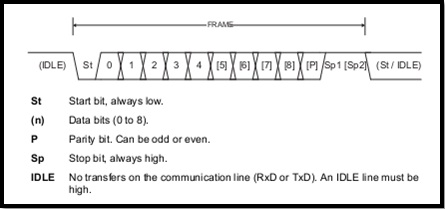 FRAME
(IDLE) St 0 1 2 3 4 [5] [6] [7] [8] [P] Sp1 [Sp2] (St / IDLE)
St Start bit, always low.
(n) Data bits (0 to 8).
P Parity bit. Can be odd or even.
Sp Stop bit, always high.
IDLE No transfers on the communication line (RxD or TxD). An IDLE line must be
high.